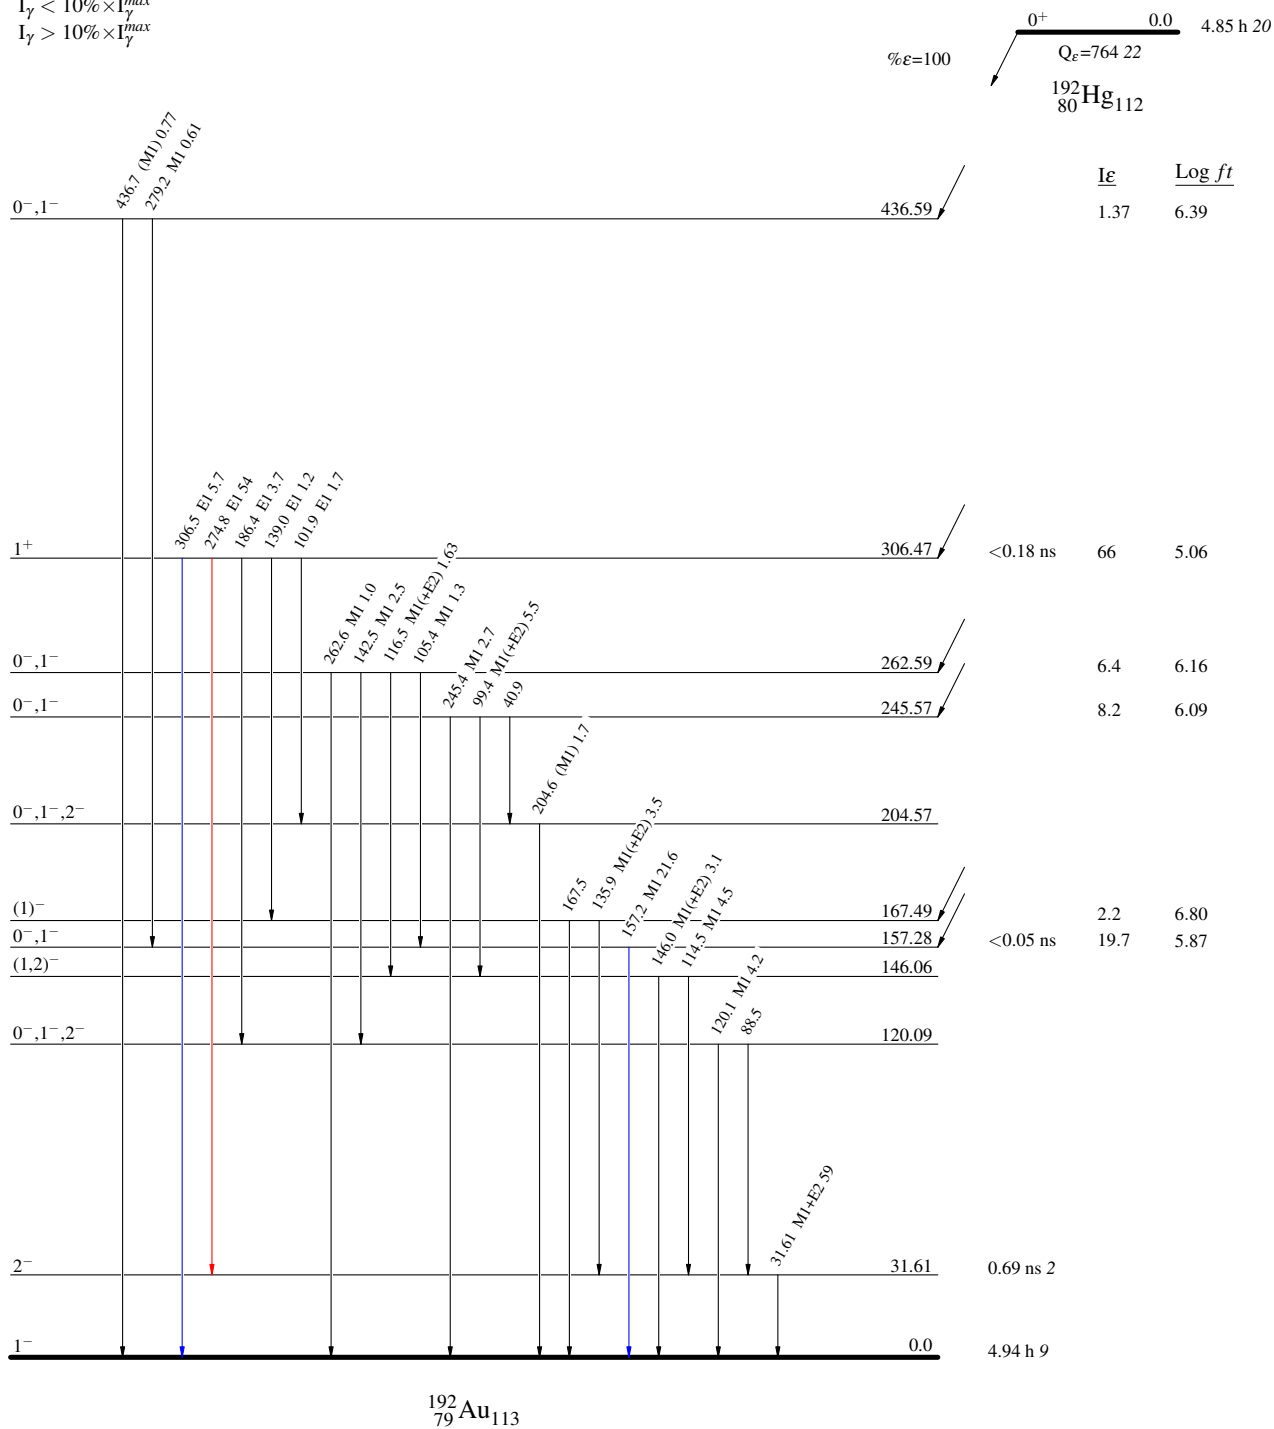 I_γ < 10%×I_γ^max
I_γ > 10%×I_γ^max
0⁺ 0.0 4.85 h 20
%ε=100
Q_ε=764 22
¹⁹²₈₀Hg₁₁₂
Iε Log ft
436.7 (M1) 0.77
279.2 M1 0.61
0⁻,1⁻ 436.59 1.37 6.39
306.5 E1 5.7
274.8 E1 54
186.4 E1 3.7
139.0 E1 1.2
101.9 E1 1.7
1⁺ 306.47 <0.18 ns 66 5.06
262.6 M1 1.0
142.5 M1 2.5
116.5 M1(+E2) 1.63
105.4 M1 1.3
0⁻,1⁻ 262.59 6.4 6.16
245.4 M1 2.7
99.4 M1(+E2) 5.5
40.9
0⁻,1⁻ 245.57 8.2 6.09
204.6 (M1) 1.7
0⁻,1⁻,2⁻ 204.57
167.5
135.9 M1(+E2) 3.5
(1)⁻ 167.49 2.2 6.80
157.2 M1 21.6
0⁻,1⁻ 157.28 <0.05 ns 19.7 5.87
146.0 M1(+E2) 3.1
114.5 M1 4.5
(1,2)⁻ 146.06
120.1 M1 4.2
88.5
0⁻,1⁻,2⁻ 120.09
31.61 M1+E2 59
2⁻ 31.61 0.69 ns 2
1⁻ 0.0 4.94 h 9
¹⁹²₇₉Au₁₁₃